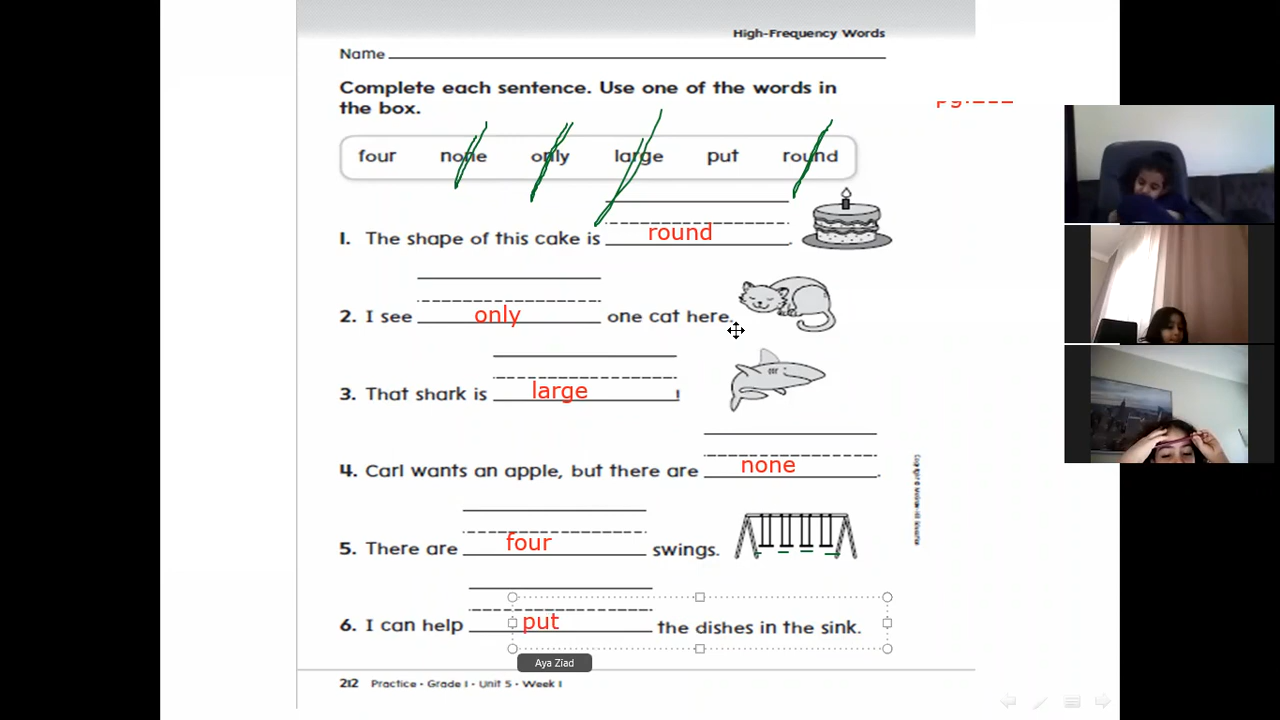 High-Frequency Words
Name
Complete each sentence. Use one of the words in
the box.
four none only large put round
1. The shape of this cake is round.
2. I see only one cat here.
3. That shark is large!
4. Carl wants an apple, but there are none.
5. There are four swings.
6. I can help put the dishes in the sink.
Aya Ziad
212 Practice • Grade 1 • Unit 5 • Week 1